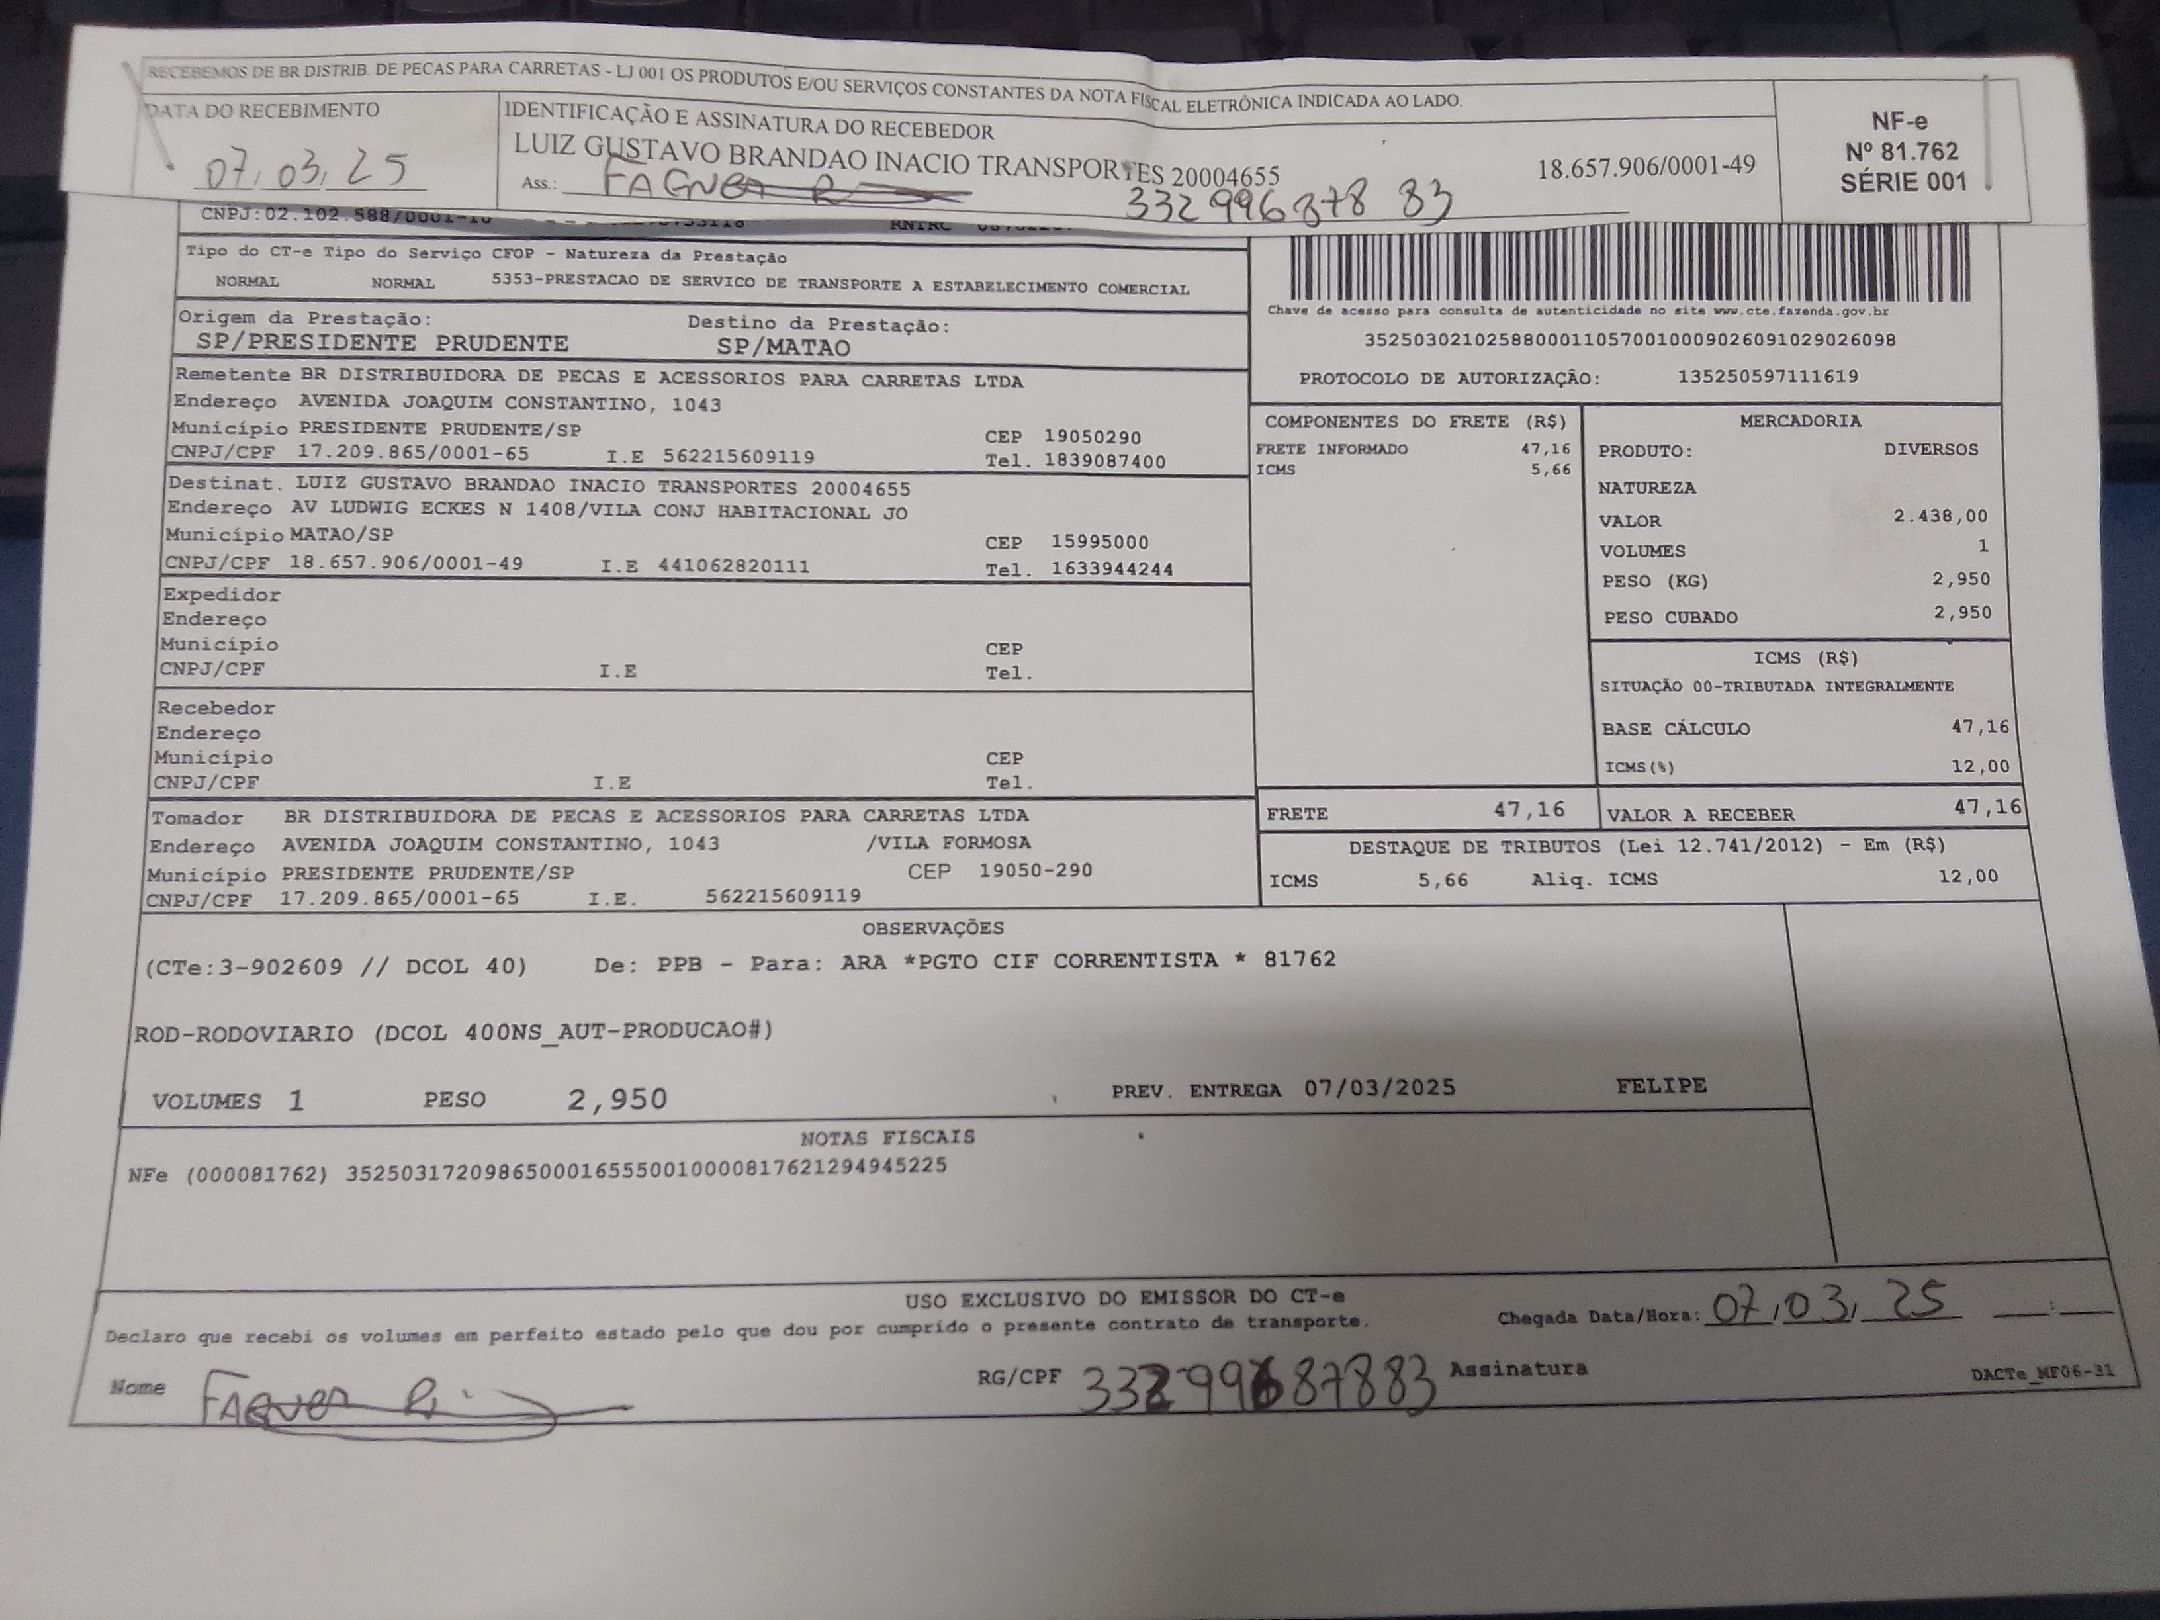 RECEBEMOS DE BR DISTRIB. DE PECAS PARA CARRETAS - LJ 001 OS PRODUTOS E/OU SERVIÇOS CONSTANTES DA NOTA FISCAL ELETRÔNICA INDICADA AO LADO.
DATA DO RECEBIMENTO
07, 03, 25
IDENTIFICAÇÃO E ASSINATURA DO RECEBEDOR
LUIZ GUSTAVO BRANDAO INACIO TRANSPORTES 20004655
18.657.906/0001-49
Ass.: FAGNER
332996878 83
NF-e
Nº 81.762
SÉRIE 001
CNPJ:02.102.588/0001-10
RNTRC
Tipo do CT-e Tipo do Serviço CFOP - Natureza da Prestação
NORMAL NORMAL 5353-PRESTACAO DE SERVICO DE TRANSPORTE A ESTABELECIMENTO COMERCIAL
Origem da Prestação: Destino da Prestação:
SP/PRESIDENTE PRUDENTE SP/MATAO
Chave de acesso para consulta de autenticidade no site www.cte.fazenda.gov.br
35250302102588000110570010009026091029026098
PROTOCOLO DE AUTORIZAÇÃO: 135250597111619
Remetente BR DISTRIBUIDORA DE PECAS E ACESSORIOS PARA CARRETAS LTDA
Endereço AVENIDA JOAQUIM CONSTANTINO, 1043
Município PRESIDENTE PRUDENTE/SP CEP 19050290
CNPJ/CPF 17.209.865/0001-65 I.E 562215609119 Tel. 1839087400
Destinat. LUIZ GUSTAVO BRANDAO INACIO TRANSPORTES 20004655
Endereço AV LUDWIG ECKES N 1408/VILA CONJ HABITACIONAL JO
Município MATAO/SP CEP 15995000
CNPJ/CPF 18.657.906/0001-49 I.E 441062820111 Tel. 1633944244
Expedidor
Endereço
Município CEP
CNPJ/CPF I.E Tel.
Recebedor
Endereço
Município CEP
CNPJ/CPF I.E Tel.
Tomador BR DISTRIBUIDORA DE PECAS E ACESSORIOS PARA CARRETAS LTDA
Endereço AVENIDA JOAQUIM CONSTANTINO, 1043 /VILA FORMOSA
Município PRESIDENTE PRUDENTE/SP CEP 19050-290
CNPJ/CPF 17.209.865/0001-65 I.E. 562215609119
COMPONENTES DO FRETE (R$)
FRETE INFORMADO 47,16
ICMS 5,66
MERCADORIA
PRODUTO: DIVERSOS
NATUREZA
VALOR 2.438,00
VOLUMES 1
PESO (KG) 2,950
PESO CUBADO 2,950
ICMS (R$)
SITUAÇÃO 00-TRIBUTADA INTEGRALMENTE
BASE CÁLCULO 47,16
ICMS(%) 12,00
FRETE 47,16 VALOR A RECEBER 47,16
DESTAQUE DE TRIBUTOS (Lei 12.741/2012) - Em (R$)
ICMS 5,66 Aliq. ICMS 12,00
OBSERVAÇÕES
(CTe:3-902609 // DCOL 40) De: PPB - Para: ARA *PGTO CIF CORRENTISTA * 81762
ROD-RODOVIARIO (DCOL 400NS_AUT-PRODUCAO#)
VOLUMES 1 PESO 2,950 PREV. ENTREGA 07/03/2025 FELIPE
NOTAS FISCAIS
NFe (000081762) 35250317209865000165550010000817621294945225
USO EXCLUSIVO DO EMISSOR DO CT-e
Declaro que recebi os volumes em perfeito estado pelo que dou por cumprido o presente contrato de transporte.
Chegada Data/Hora: 07, 03, 25 :
Nome FAGNER
RG/CPF 33299687883 Assinatura
DACTe_MF06-31